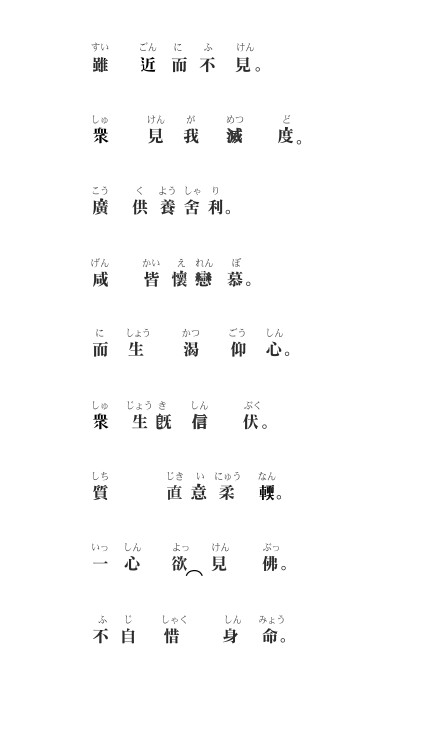 すい ごん に ふ けん
雖 近 而 不 見。
しゅ けん が めつ ど
衆 見 我 滅 度。
こう く よう しゃ り
廣 供 養 舎 利。
げん かい え れん ぼ
咸 皆 懷 戀 慕。
に しょう かつ ごう しん
而 生 渇 仰 心。
しゅ じょう き しん ぶく
衆 生 既 信 伏。
しち じき い にゅう なん
質 直 意 柔 輭。
いっ しん よっ けん ぶっ
一 心 欲 見 佛。
ふ じ しゃく しん みょう
不 自 惜 身 命。